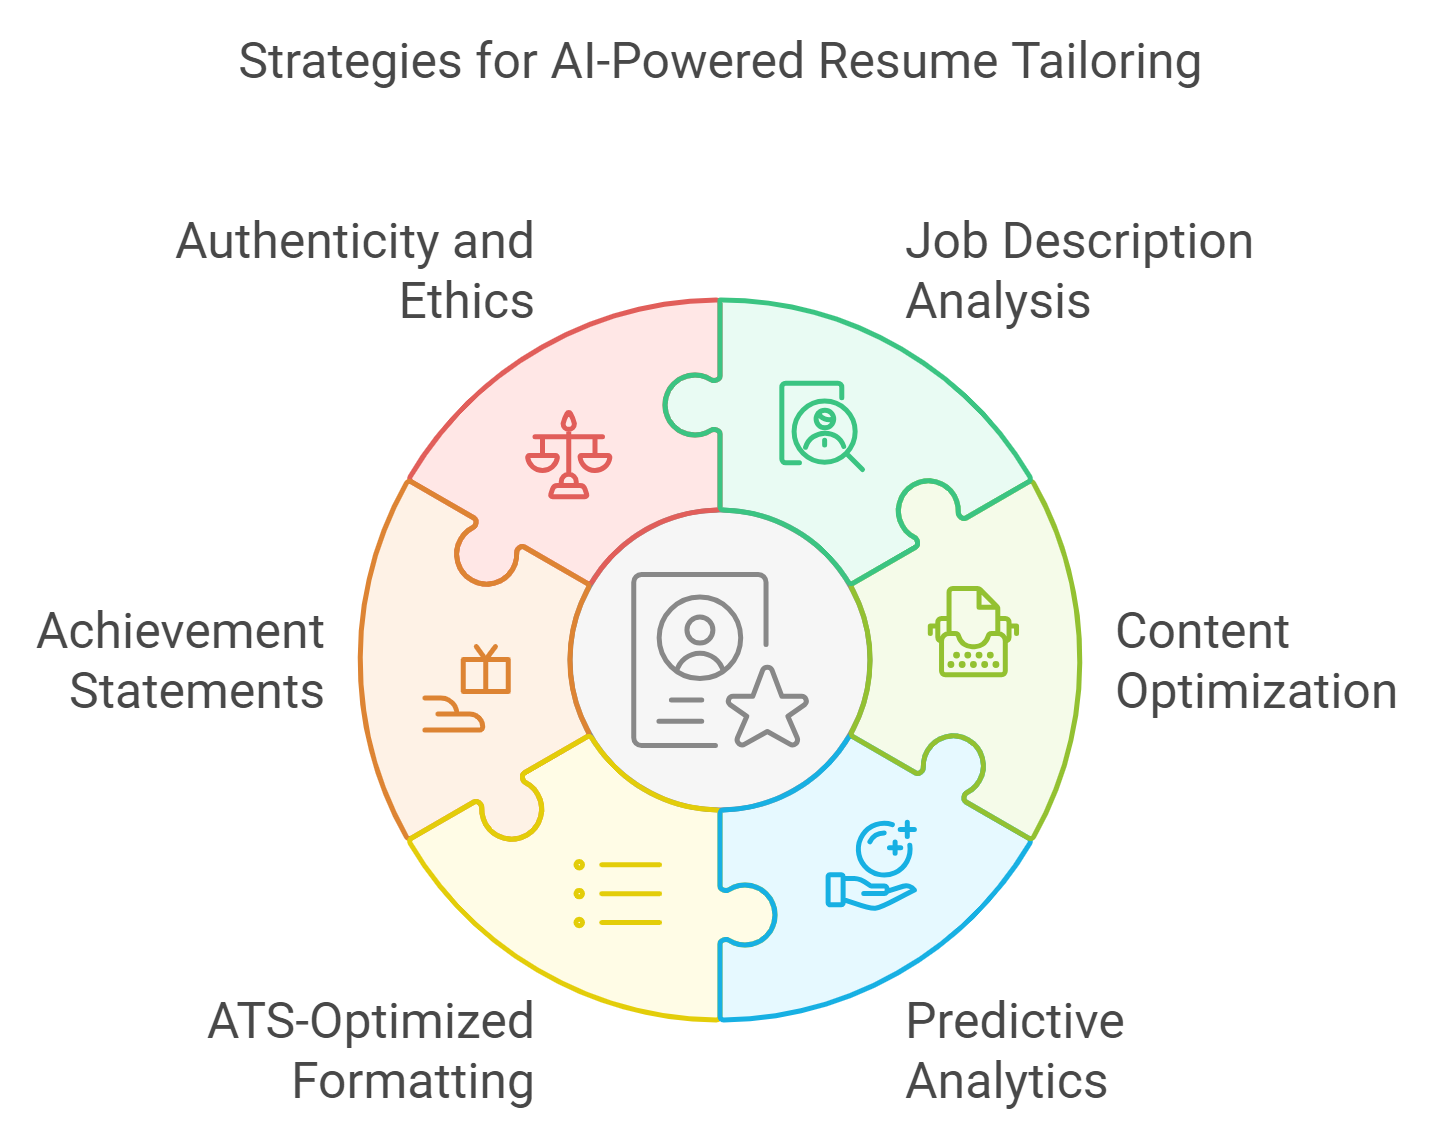 Strategies for AI-Powered Resume Tailoring
Authenticity and
Ethics
Job Description
Analysis
Achievement
Statements
Content
Optimization
ATS-Optimized
Formatting
Predictive
Analytics